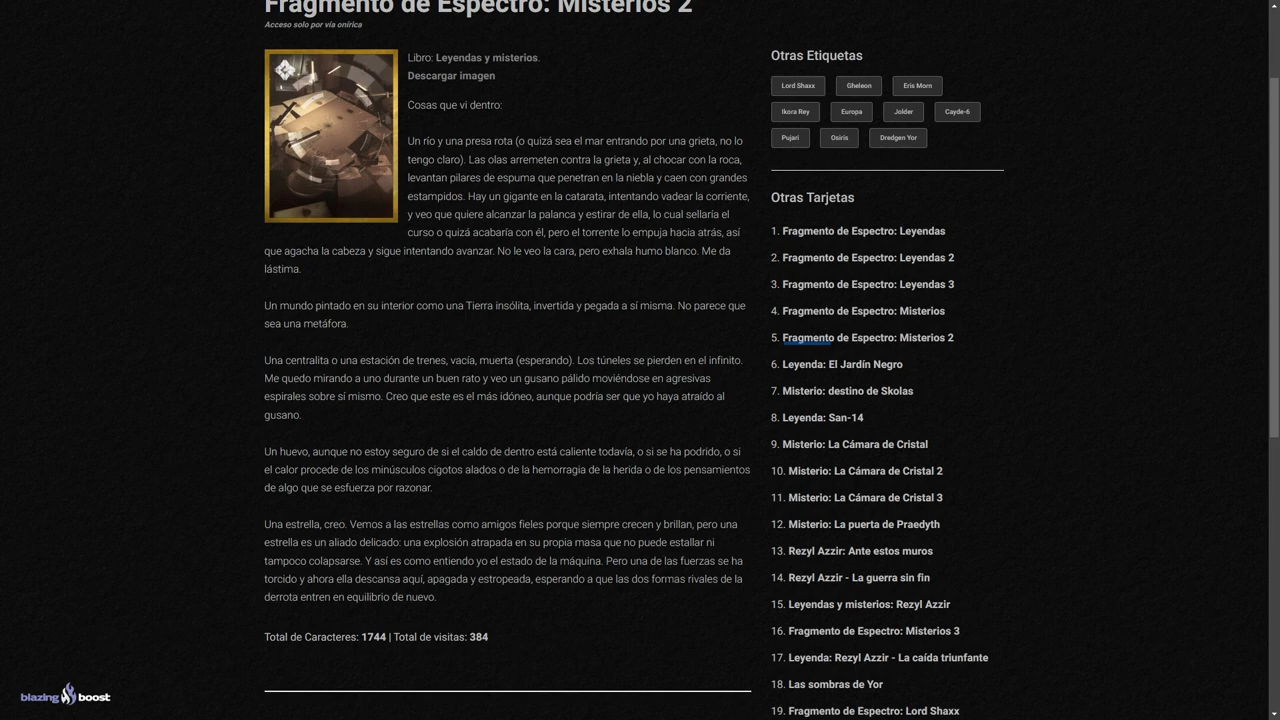 Fragmento de Espectro: Misterios 2
Acceso solo por vía onírica
Libro: Leyendas y misterios.
Descargar imagen
Cosas que vi dentro:
Un río y una presa rota (o quizá sea el mar entrando por una grieta, no lo
tengo claro). Las olas arremeten contra la grieta y, al chocar con la roca,
levantan pilares de espuma que penetran en la niebla y caen con grandes
estampidos. Hay un gigante en la catarata, intentando vadear la corriente,
y veo que quiere alcanzar la palanca y estirar de ella, lo cual sellaría el
curso o quizá acabaría con él, pero el torrente lo empuja hacia atrás, así
que agacha la cabeza y sigue intentando avanzar. No le veo la cara, pero exhala humo blanco. Me da
lástima.
Un mundo pintado en su interior como una Tierra insólita, invertida y pegada a sí misma. No parece que
sea una metáfora.
Una centralita o una estación de trenes, vacía, muerta (esperando). Los túneles se pierden en el infinito.
Me quedo mirando a uno durante un buen rato y veo un gusano pálido moviéndose en agresivas
espirales sobre sí mismo. Creo que este es el más idóneo, aunque podría ser que yo haya atraído al
gusano.
Un huevo, aunque no estoy seguro de si el caldo de dentro está caliente todavía, o si se ha podrido, o si
el calor procede de los minúsculos cigotos alados o de la hemorragia de la herida o de los pensamientos
de algo que se esfuerza por razonar.
Una estrella, creo. Vemos a las estrellas como amigos fieles porque siempre crecen y brillan, pero una
estrella es un aliado delicado: una explosión atrapada en su propia masa que no puede estallar ni
tampoco colapsarse. Y así es como entiendo yo el estado de la máquina. Pero una de las fuerzas se ha
torcido y ahora ella descansa aquí, apagada y estropeada, esperando a que las dos formas rivales de la
derrota entren en equilibrio de nuevo.
Total de Caracteres: 1744 | Total de visitas: 384
Otras Etiquetas
Lord Shaxx Gheleon Eris Morn
Ikora Rey Europa Jolder Cayde-6
Pujari Osiris Dredgen Yor
Otras Tarjetas
1. Fragmento de Espectro: Leyendas
2. Fragmento de Espectro: Leyendas 2
3. Fragmento de Espectro: Leyendas 3
4. Fragmento de Espectro: Misterios
5. Fragmento de Espectro: Misterios 2
6. Leyenda: El Jardín Negro
7. Misterio: destino de Skolas
8. Leyenda: San-14
9. Misterio: La Cámara de Cristal
10. Misterio: La Cámara de Cristal 2
11. Misterio: La Cámara de Cristal 3
12. Misterio: La puerta de Praedyth
13. Rezyl Azzir: Ante estos muros
14. Rezyl Azzir - La guerra sin fin
15. Leyendas y misterios: Rezyl Azzir
16. Fragmento de Espectro: Misterios 3
17. Leyenda: Rezyl Azzir - La caída triunfante
18. Las sombras de Yor
19. Fragmento de Espectro: Lord Shaxx
blazing boost